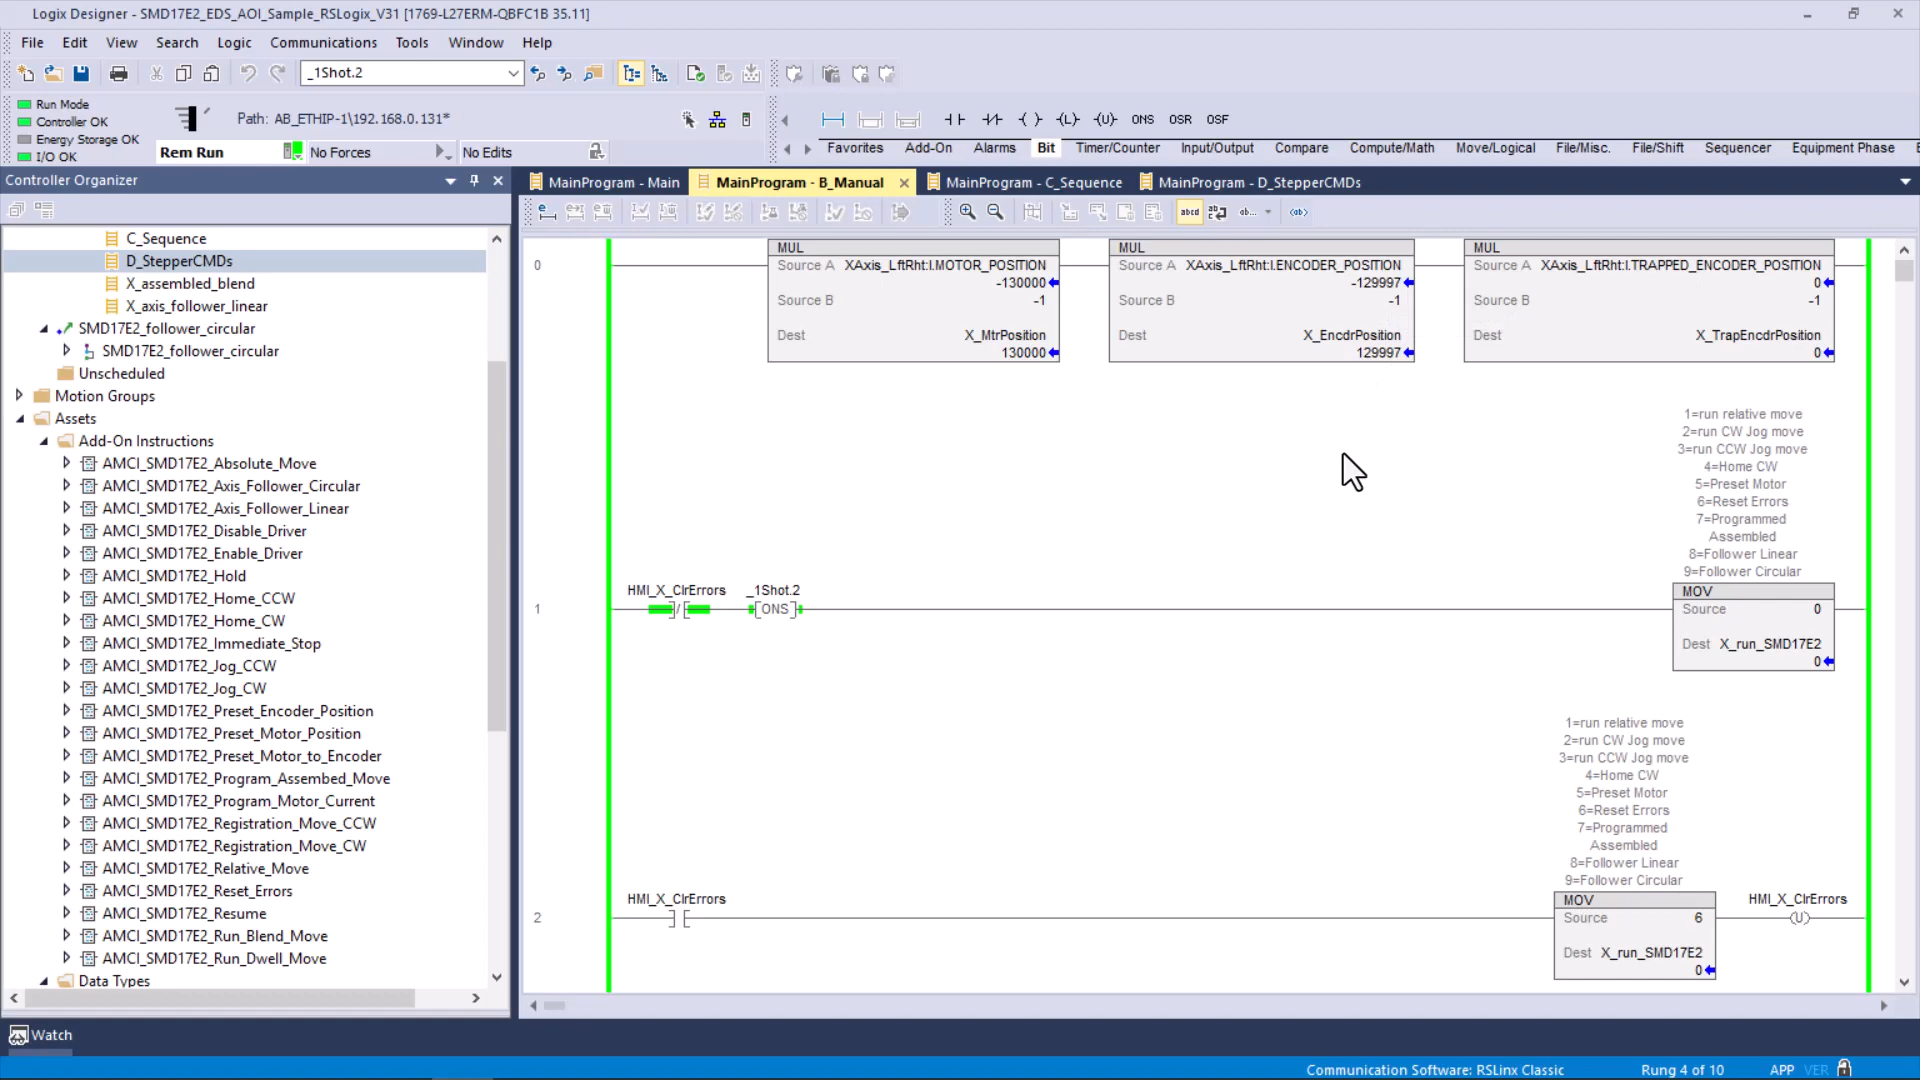 Logix Designer - SMD17E2_EDS_AOI_Sample_RSLogix_V31 [1769-L27ERM-QBFC1B 35.11]
File Edit View Search Logic Communications Tools Window Help
_1Shot.2
Run Mode
Controller OK
Energy Storage OK
I/O OK
Path: AB_ETHIP-1\192.168.0.131*
Rem Run No Forces No Edits
ONS OSR OSF
Favorites Add-On Alarms Bit Timer/Counter Input/Output Compare Compute/Math Move/Logical File/Misc. File/Shift Sequencer Equipment Phase
Controller Organizer
MainProgram - Main MainProgram - B_Manual MainProgram - C_Sequence MainProgram - D_StepperCMDs
C_Sequence
D_StepperCMDs
X_assembled_blend
X_axis_follower_linear
SMD17E2_follower_circular
SMD17E2_follower_circular
Unscheduled
Motion Groups
Assets
Add-On Instructions
AMCI_SMD17E2_Absolute_Move
AMCI_SMD17E2_Axis_Follower_Circular
AMCI_SMD17E2_Axis_Follower_Linear
AMCI_SMD17E2_Disable_Driver
AMCI_SMD17E2_Enable_Driver
AMCI_SMD17E2_Hold
AMCI_SMD17E2_Home_CCW
AMCI_SMD17E2_Home_CW
AMCI_SMD17E2_Immediate_Stop
AMCI_SMD17E2_Jog_CCW
AMCI_SMD17E2_Jog_CW
AMCI_SMD17E2_Preset_Encoder_Position
AMCI_SMD17E2_Preset_Motor_Position
AMCI_SMD17E2_Preset_Motor_to_Encoder
AMCI_SMD17E2_Program_Assembed_Move
AMCI_SMD17E2_Program_Motor_Current
AMCI_SMD17E2_Registration_Move_CCW
AMCI_SMD17E2_Registration_Move_CW
AMCI_SMD17E2_Relative_Move
AMCI_SMD17E2_Reset_Errors
AMCI_SMD17E2_Resume
AMCI_SMD17E2_Run_Blend_Move
AMCI_SMD17E2_Run_Dwell_Move
Data Types
0
MUL
Source A XAxis_LftRht:I.MOTOR_POSITION
-130000
Source B -1
Dest X_MtrPosition
130000
MUL
Source A XAxis_LftRht:I.ENCODER_POSITION
-129997
Source B -1
Dest X_EncdrPosition
129997
MUL
Source A XAxis_LftRht:I.TRAPPED_ENCODER_POSITION
0
Source B -1
Dest X_TrapEncdrPosition
0
1=run relative move
2=run CW Jog move
3=run CCW Jog move
4=Home CW
5=Preset Motor
6=Reset Errors
7=Programmed
Assembled
8=Follower Linear
9=Follower Circular
HMI_X_ClrErrors _1Shot.2
1
ONS
MOV
Source 0
Dest X_run_SMD17E2
0
1=run relative move
2=run CW Jog move
3=run CCW Jog move
4=Home CW
5=Preset Motor
6=Reset Errors
7=Programmed
Assembled
8=Follower Linear
9=Follower Circular
HMI_X_ClrErrors
2
MOV
Source 6
Dest X_run_SMD17E2
0
HMI_X_ClrErrors
U
Watch
Communication Software: RSLinx Classic Rung 4 of 10 APP VER